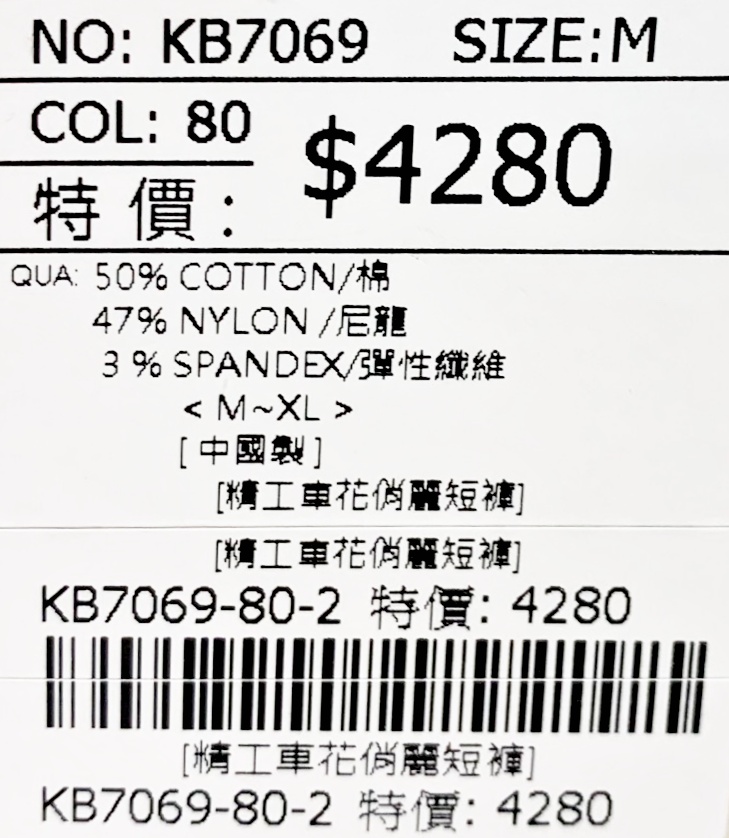 NO: KB7069 SIZE:M
COL: 80
$4280
特價:
QUA: 50% COTTON/棉
47% NYLON /尼龍
3 % SPANDEX/彈性纖維
< M~XL >
[中國製]
[精工車花俏麗短褲]
[精工車花俏麗短褲]
KB7069-80-2 特價: 4280
[精工車花俏麗短褲]
KB7069-80-2 特價: 4280